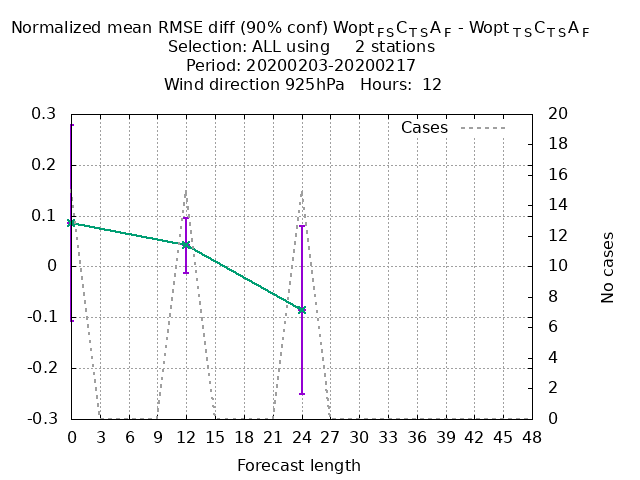 Normalized mean RMSE diff (90% conf) Wopt FS C TS A F - Wopt TS C TS A F
Selection: ALL using 2 stations
Period: 20200203-20200217
Wind direction 925hPa Hours: 12
Cases
0.3
0.2
0.1
0
-0.1
-0.2
-0.3
20
18
16
14
12
10
8
6
4
2
0
No cases
0 3 6 9 12 15 18 21 24 27 30 33 36 39 42 45 48
Forecast length